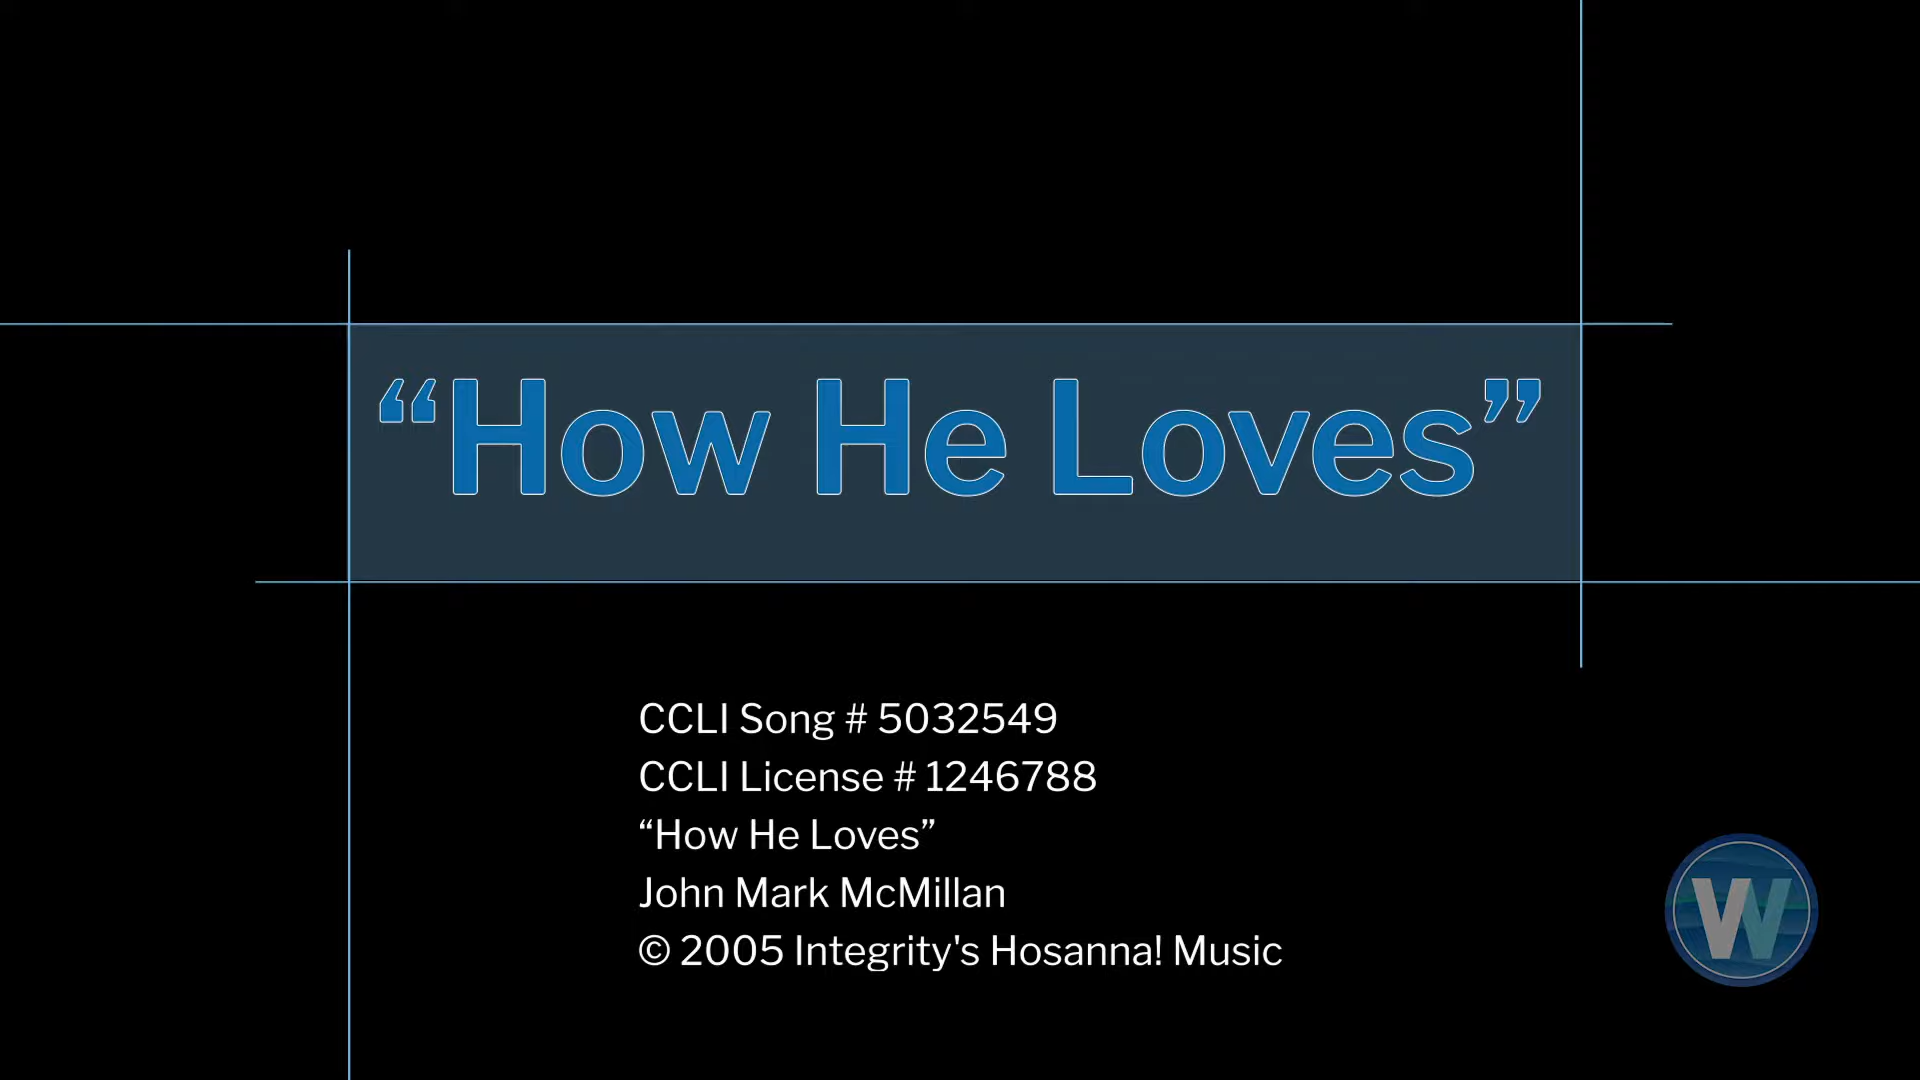 “How He Loves”
CCLI Song # 5032549
CCLI License # 1246788
“How He Loves”
John Mark McMillan
© 2005 Integrity's Hosanna! Music
W